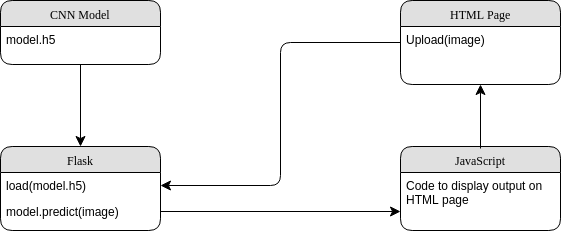 CNN Model
model.h5
HTML Page
Upload(image)
Flask
load(model.h5)
model.predict(image)
JavaScript
Code to display output on
HTML page